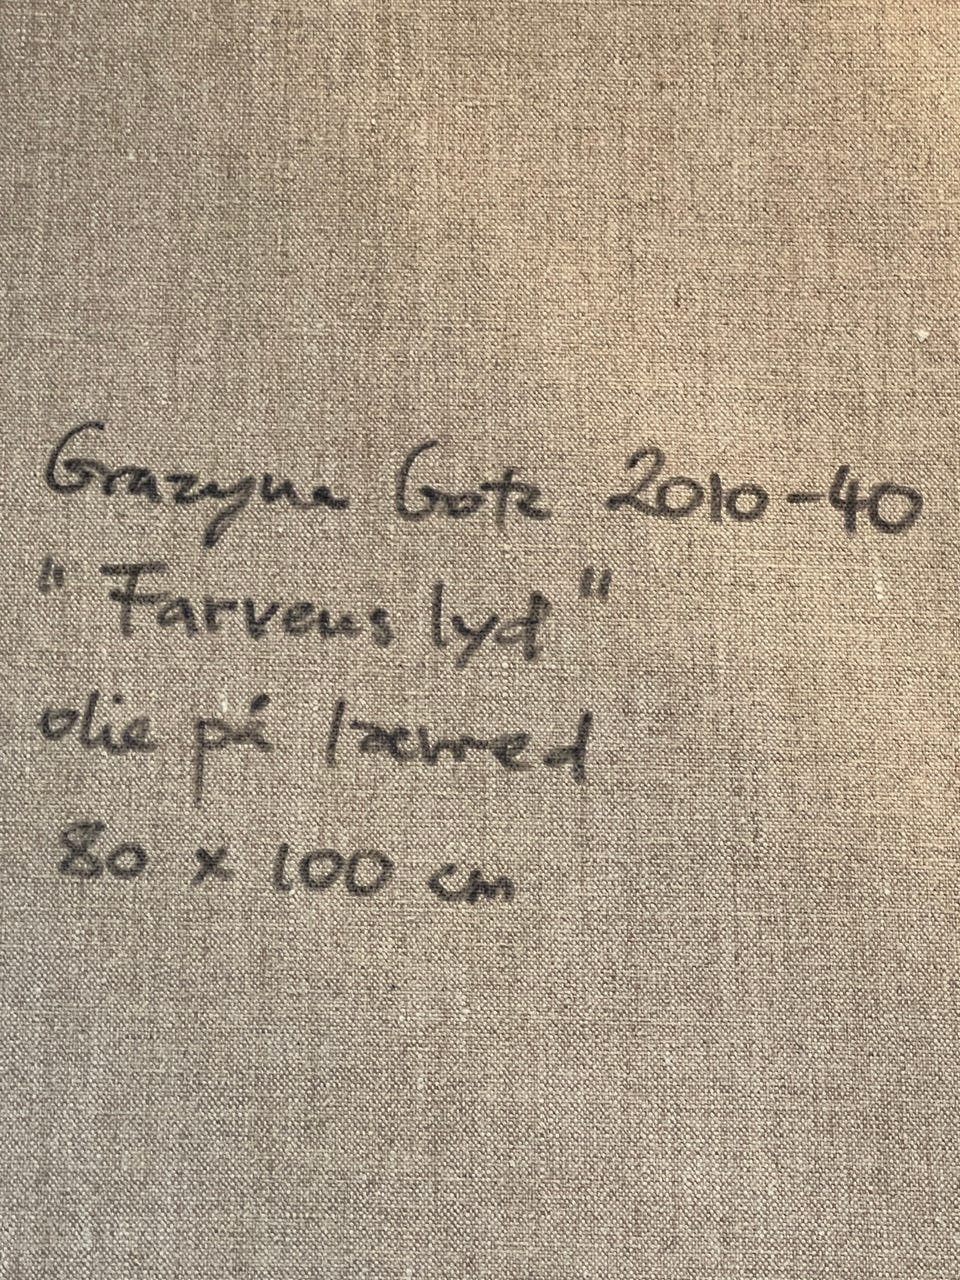 Grazyna Gotz 2010-40
"Farvens lyd"
olie på lærred
80 x 100 cm